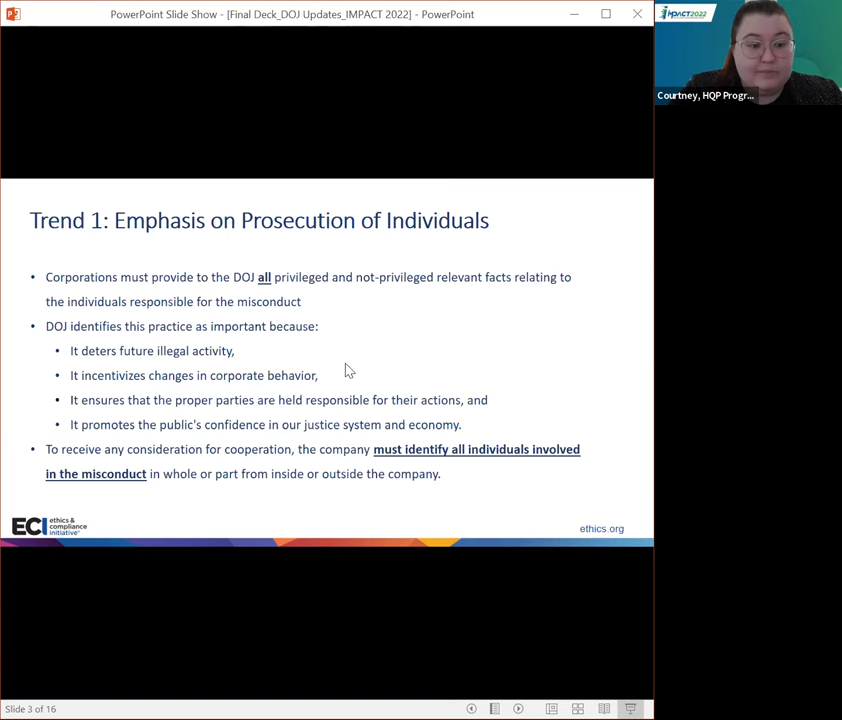 PowerPoint Slide Show - [Final Deck_DOJ Updates_IMPACT 2022] - PowerPoint
IMPACT2022
Courtney, HQP Progr...
Trend 1: Emphasis on Prosecution of Individuals
• Corporations must provide to the DOJ all privileged and not-privileged relevant facts relating to
the individuals responsible for the misconduct
• DOJ identifies this practice as important because:
• It deters future illegal activity,
• It incentivizes changes in corporate behavior,
• It ensures that the proper parties are held responsible for their actions, and
• It promotes the public's confidence in our justice system and economy.
• To receive any consideration for cooperation, the company must identify all individuals involved
in the misconduct in whole or part from inside or outside the company.
ECI ethics &
compliance
initiative™
ethics.org
Slide 3 of 16